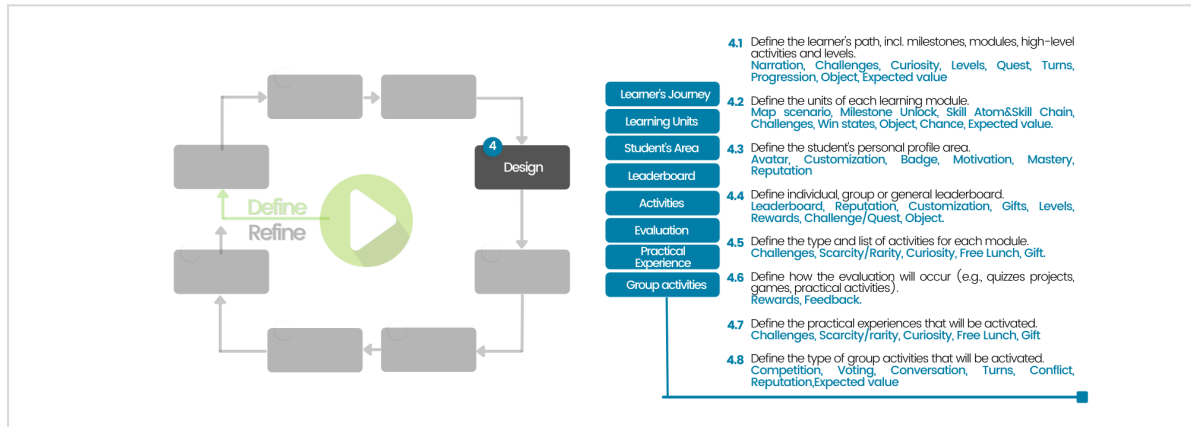 4
Design
Define
Refine
Learner's Journey
Learning Units
Student's Area
Leaderboard
Activities
Evaluation
Practical
Experience
Group activities
4.1 Define the learner's path, incl. milestones, modules, high-level
activities and levels.
Narration, Challenges, Curiosity, Levels, Quest, Turns,
Progression, Object, Expected value
4.2 Define the units of each learning module.
Map scenario, Milestone Unlock, Skill Atom&Skill Chain,
Challenges, Win states, Object, Chance, Expected value.
4.3 Define the student's personal profile area.
Avatar, Customization, Badge, Motivation, Mastery,
Reputation
4.4 Define individual, group or general leaderboard.
Leaderboard, Reputation, Customization, Gifts, Levels,
Rewards, Challenge/Quest, Object.
4.5 Define the type and list of activities for each module.
Challenges, Scarcity/Rarity, Curiosity, Free Lunch, Gift.
4.6 Define how the evaluation will occur (e.g., quizzes projects,
games, practical activities).
Rewards, Feedback.
4.7 Define the practical experiences that will be activated.
Challenges, Scarcity/rarity, Curiosity, Free Lunch, Gift
4.8 Define the type of group activities that will be activated.
Competition, Voting, Conversation, Turns, Conflict,
Reputation,Expected value